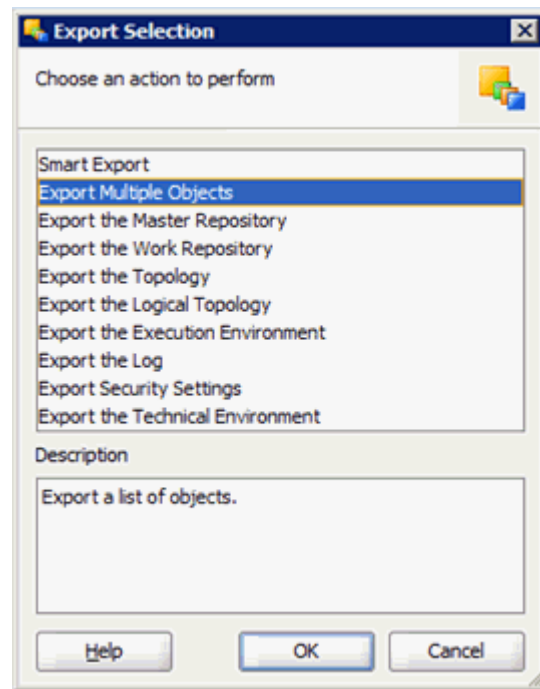 Export Selection
Choose an action to perform
Smart Export
Export Multiple Objects
Export the Master Repository
Export the Work Repository
Export the Topology
Export the Logical Topology
Export the Execution Environment
Export the Log
Export Security Settings
Export the Technical Environment
Description
Export a list of objects.
Help OK Cancel